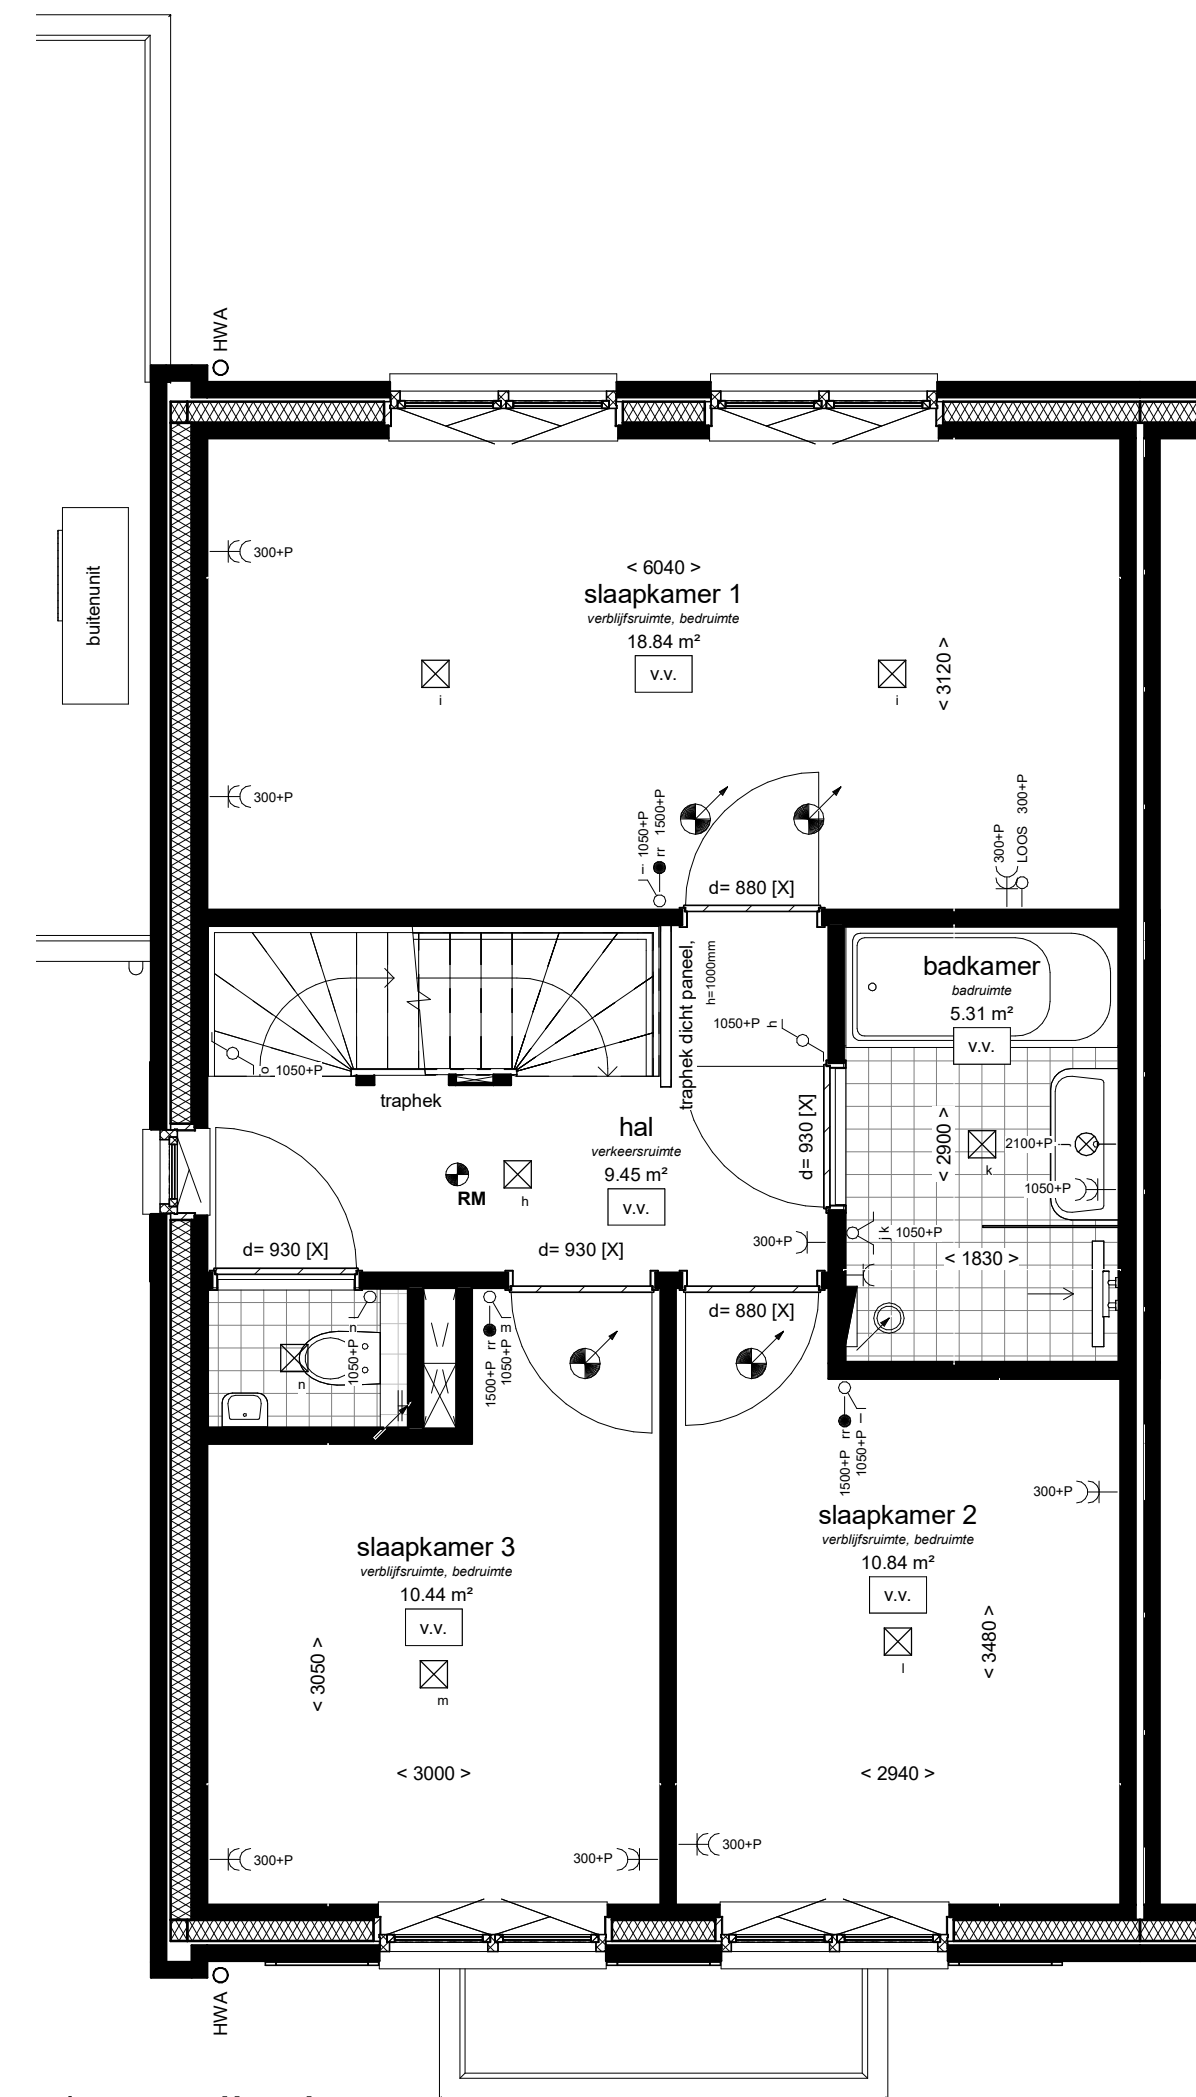 HWA
buitenunit
300+P
< 6040 >
slaapkamer 1
verblijfsruimte, bedruimte
18.84 m²
v.v.
i
i
< 3120 >
300+P
i 1050+P
rr 1500+P
d= 880 [X]
300+P
LOOS 300+P
traphek dicht paneel,
h=1000mm
badkamer
badruimte
5.31 m²
v.v.
1050+P h
o 1050+P
traphek
hal
verkeersruimte
9.45 m²
v.v.
RM
h
d= 930 [X]
< 2900 >
2100+P j
k
1050+P
j k 1050+P
300+P
< 1830 >
d= 930 [X]
d= 930 [X]
d= 880 [X]
n
1050+P
n
1500+P rr
1050+P m
1500+P rr
1050+P l
300+P
slaapkamer 3
verblijfsruimte, bedruimte
10.44 m²
v.v.
m
< 3050 >
< 3000 >
slaapkamer 2
verblijfsruimte, bedruimte
10.84 m²
v.v.
l
< 3480 >
< 2940 >
300+P
300+P
300+P
HWA